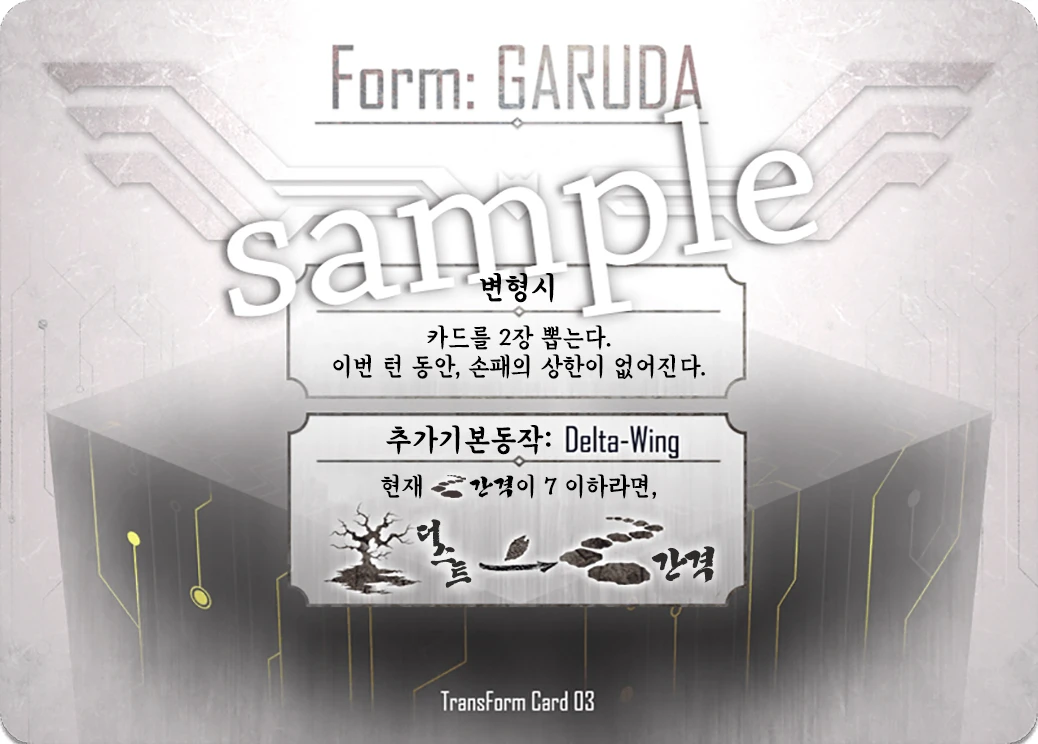 Form: GARUDA
sample
변형시
카드를 2장 뽑는다.
이번 턴 동안, 손패의 상한이 없어진다.
추가기본동작: Delta-Wing
현재 간격이 7 이하라면,
더스트 간격
TransForm Card 03